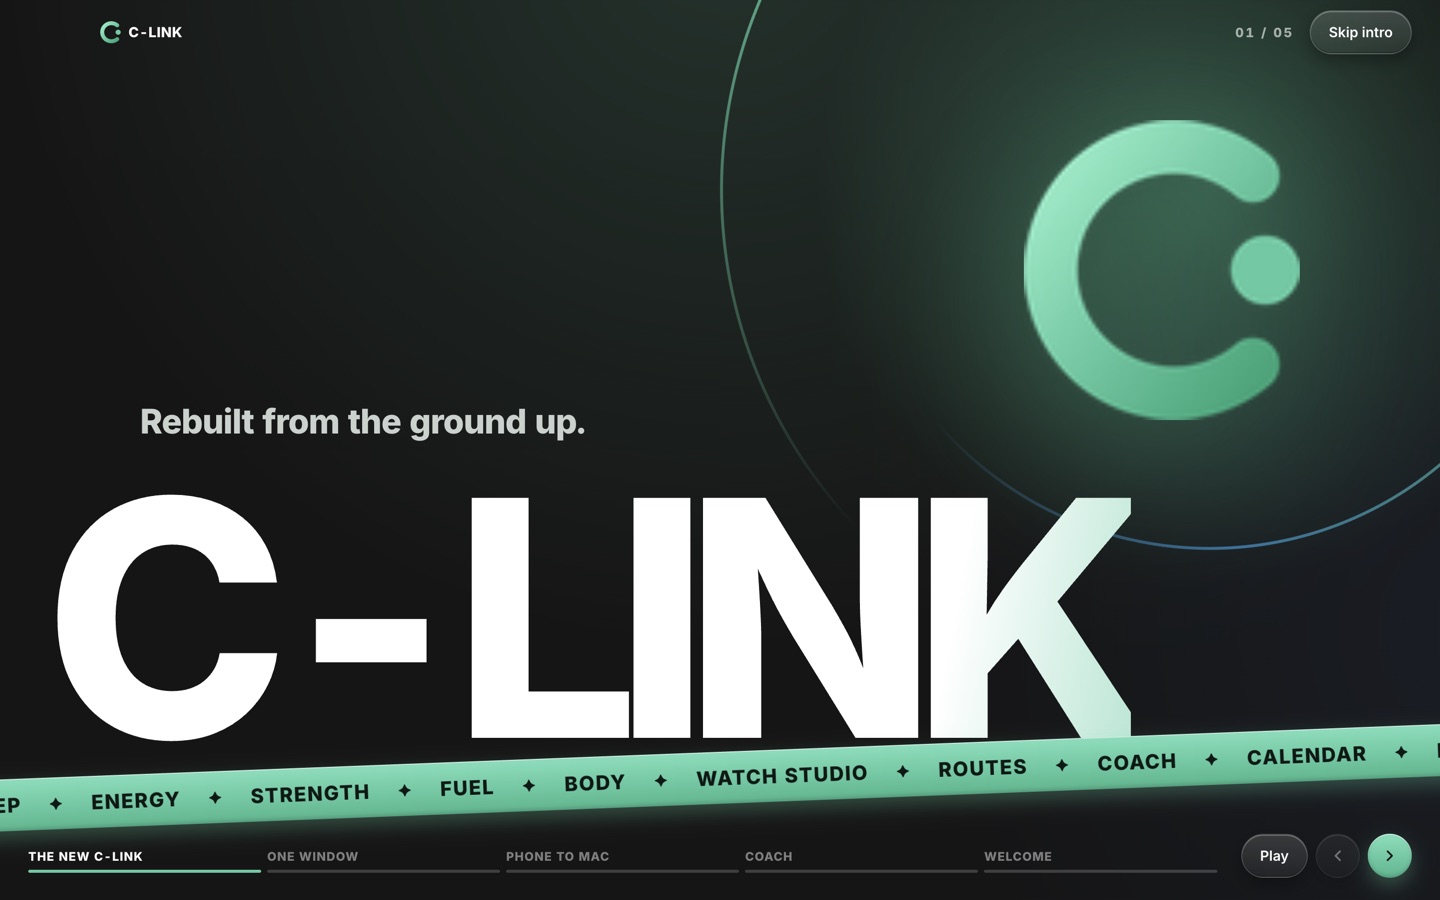 C-LINK
01 / 05
Skip intro
Rebuilt from the ground up.
C-LINK
ENERGY ✦ STRENGTH ✦ FUEL ✦ BODY ✦ WATCH STUDIO ✦ ROUTES ✦ COACH ✦ CALENDAR ✦
THE NEW C-LINK
ONE WINDOW
PHONE TO MAC
COACH
WELCOME
Play